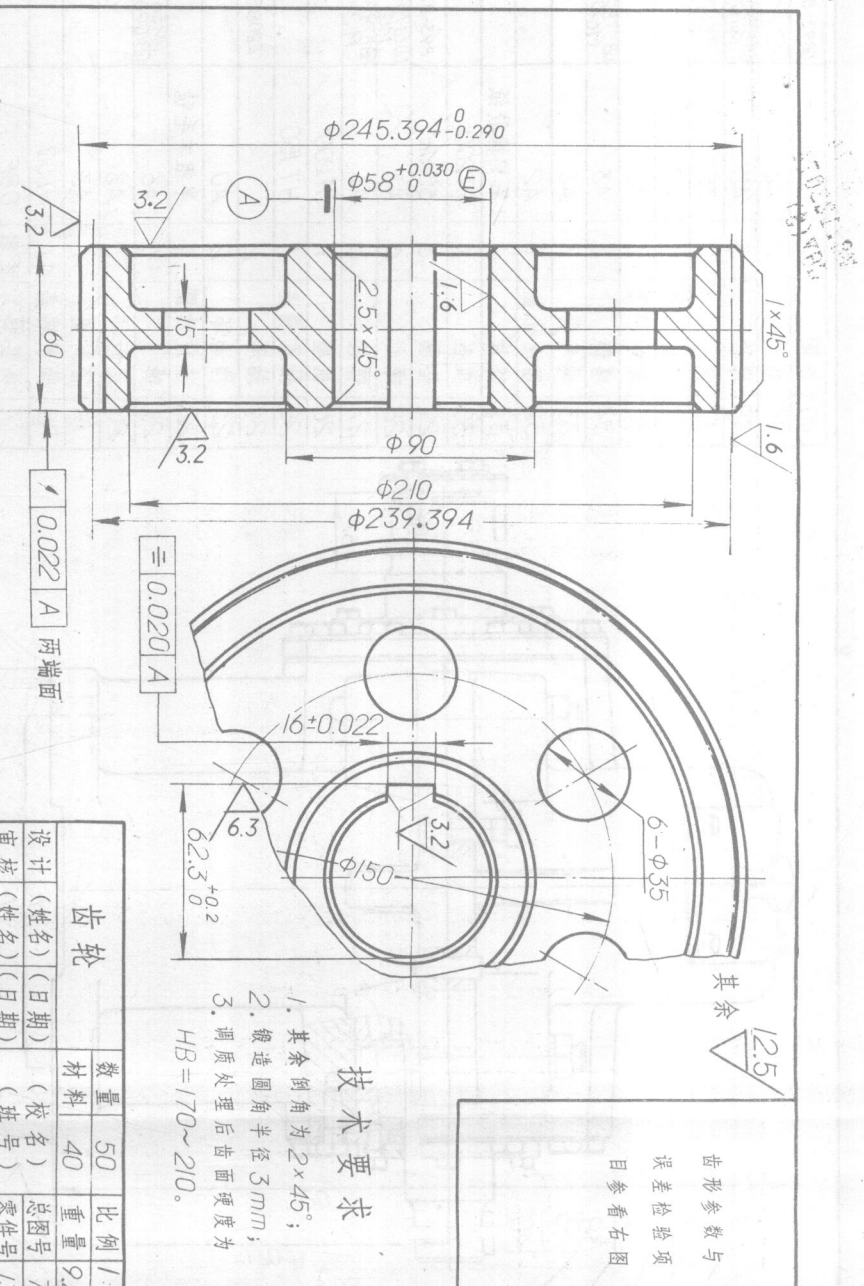 φ245.394 0 -0.290
φ58 +0.030 0 Ⓔ
A
3.2
3.2
1.6
2.5×45°
1×45°
1.6
15
60
3.2
φ90
φ210
φ239.394
0.022 A 两端面
0.020 A
16±0.022
6-φ35
6.3
3.2
φ150
62.3 +0.2 0
其余 12.5
齿形参数与
误差检验项
目参看右图
技术要求
1. 其余倒角为2×45°;
2. 锻造圆角半径3mm;
3. 调质处理后齿面硬度为
HB=170~210。
齿轮
数量 50 比例
材料 40 重量
设计 (姓名) (日期) (校名) 总图号
审核 (姓名) (日期) (班号) 零件号